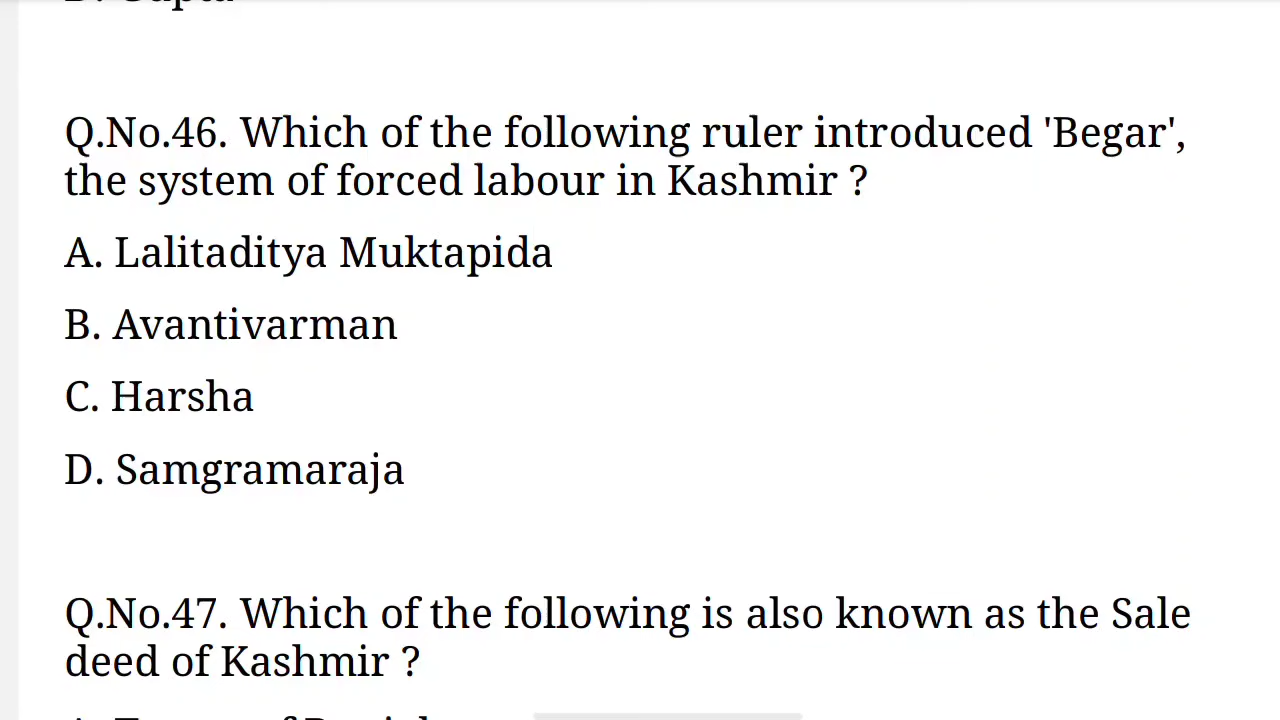 Q.No.46. Which of the following ruler introduced 'Begar',
the system of forced labour in Kashmir ?
A. Lalitaditya Muktapida
B. Avantivarman
C. Harsha
D. Samgramaraja
Q.No.47. Which of the following is also known as the Sale
deed of Kashmir ?